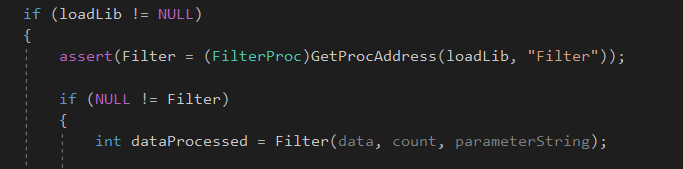 if (loadLib != NULL)
{
assert(Filter = (FilterProc)GetProcAddress(loadLib, "Filter"));
if (NULL != Filter)
{
int dataProcessed = Filter(data, count, parameterString);